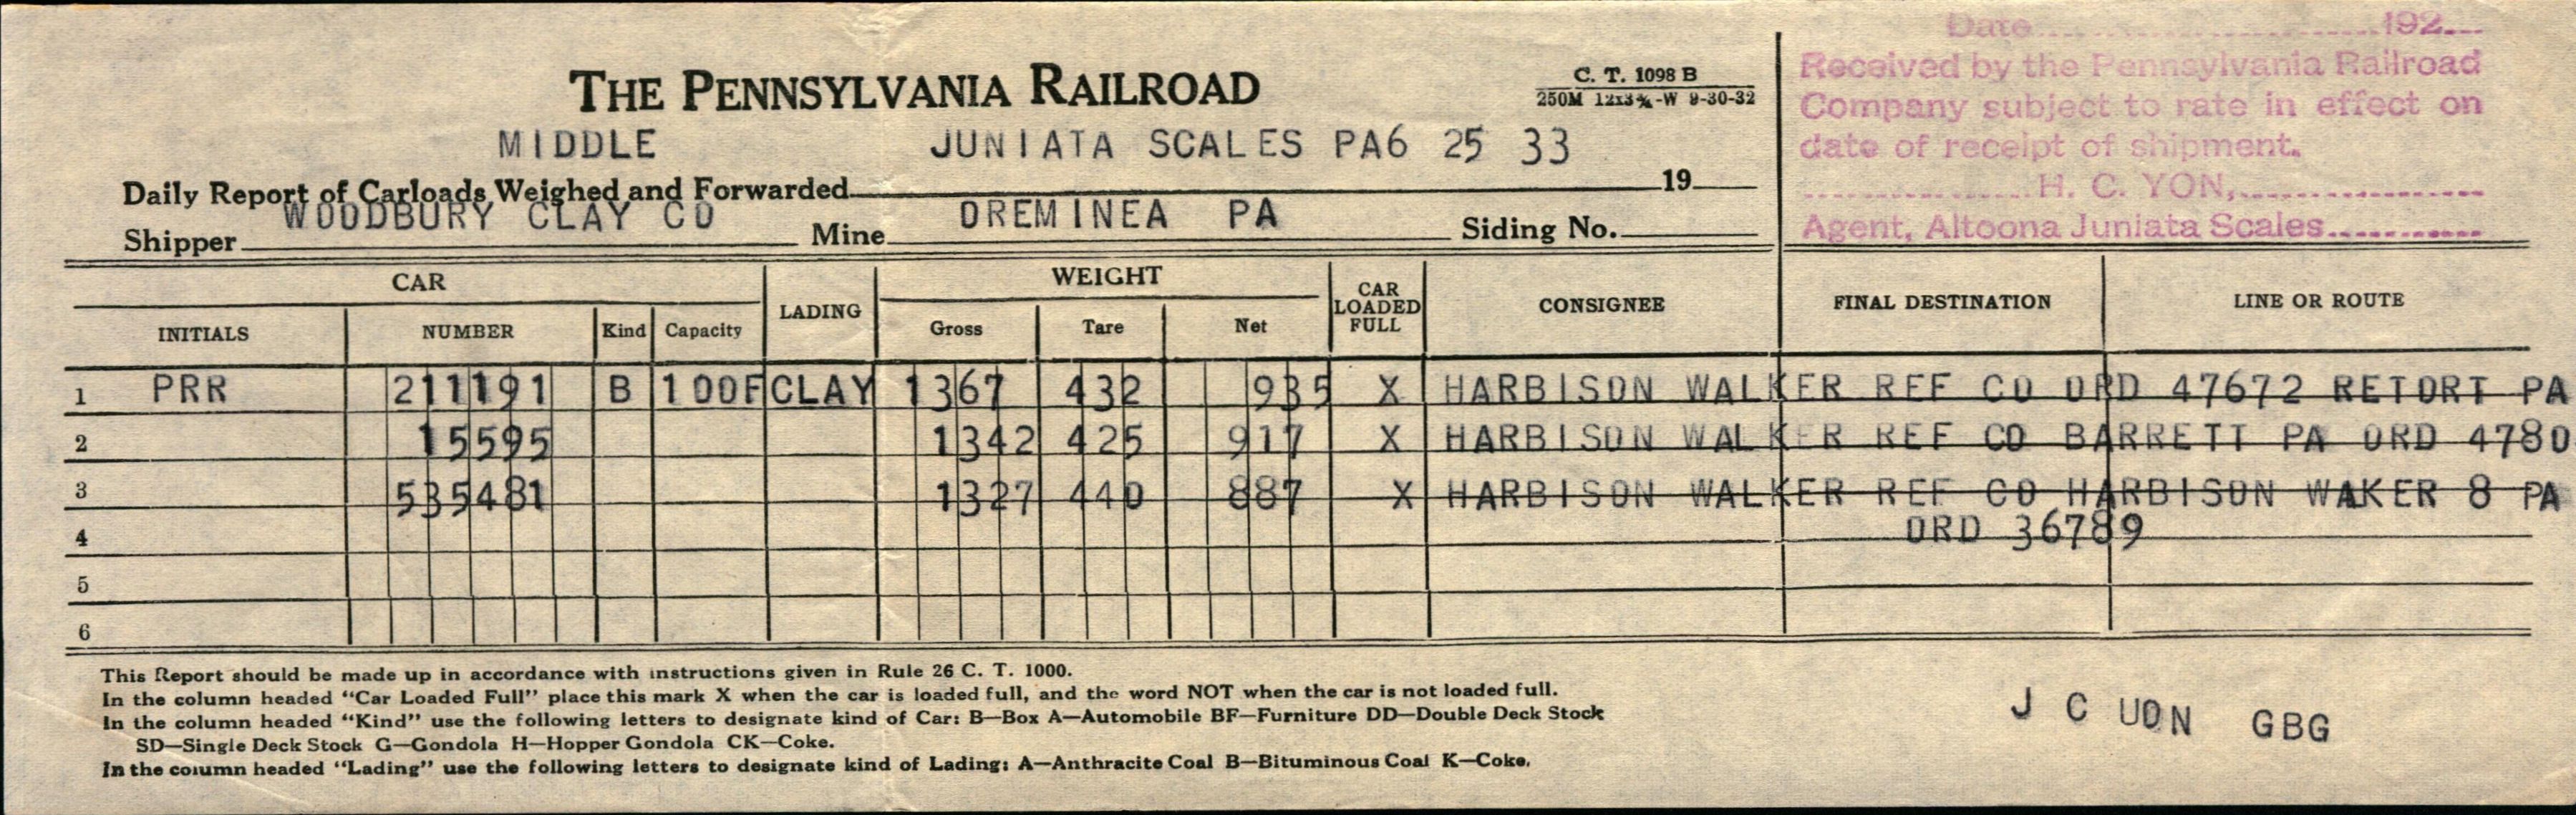 Date 192
Received by the Pennsylvania Railroad
Company subject to rate in effect on
date of receipt of shipment.
H. C. YON,
Agent, Altoona Juniata Scales
THE PENNSYLVANIA RAILROAD
C. T. 1098 B
250M 12x3¾-W 9-30-32
MIDDLE JUNIATA SCALES PA6 25 33
Daily Report of Carloads Weighed and Forwarded 19
WOODBURY CLAY CO OREMINEA PA
Shipper Mine Siding No.
CAR LADING WEIGHT CAR LOADED FULL CONSIGNEE FINAL DESTINATION LINE OR ROUTE
INITIALS NUMBER Kind Capacity Gross Tare Net
1 PRR 211191 B 100F CLAY 1367 432 935 X HARBISON WALKER REF CO ORD 47672 RETORT PA
2 15595 1342 425 917 X HARBISON WALKER REF CO BARRETT PA ORD 4780
3 535481 1327 440 887 X HARBISON WALKER REF CO HARBISON WAKER 8 PA
4 ORD 36789
5
6
This Report should be made up in accordance with instructions given in Rule 26 C. T. 1000.
In the column headed "Car Loaded Full" place this mark X when the car is loaded full, and the word NOT when the car is not loaded full.
In the column headed "Kind" use the following letters to designate kind of Car: B—Box A—Automobile BF—Furniture DD—Double Deck Stock
SD—Single Deck Stock G—Gondola H—Hopper Gondola CK—Coke.
In the column headed "Lading" use the following letters to designate kind of Lading: A—Anthracite Coal B—Bituminous Coal K—Coke.
J C UON GBG